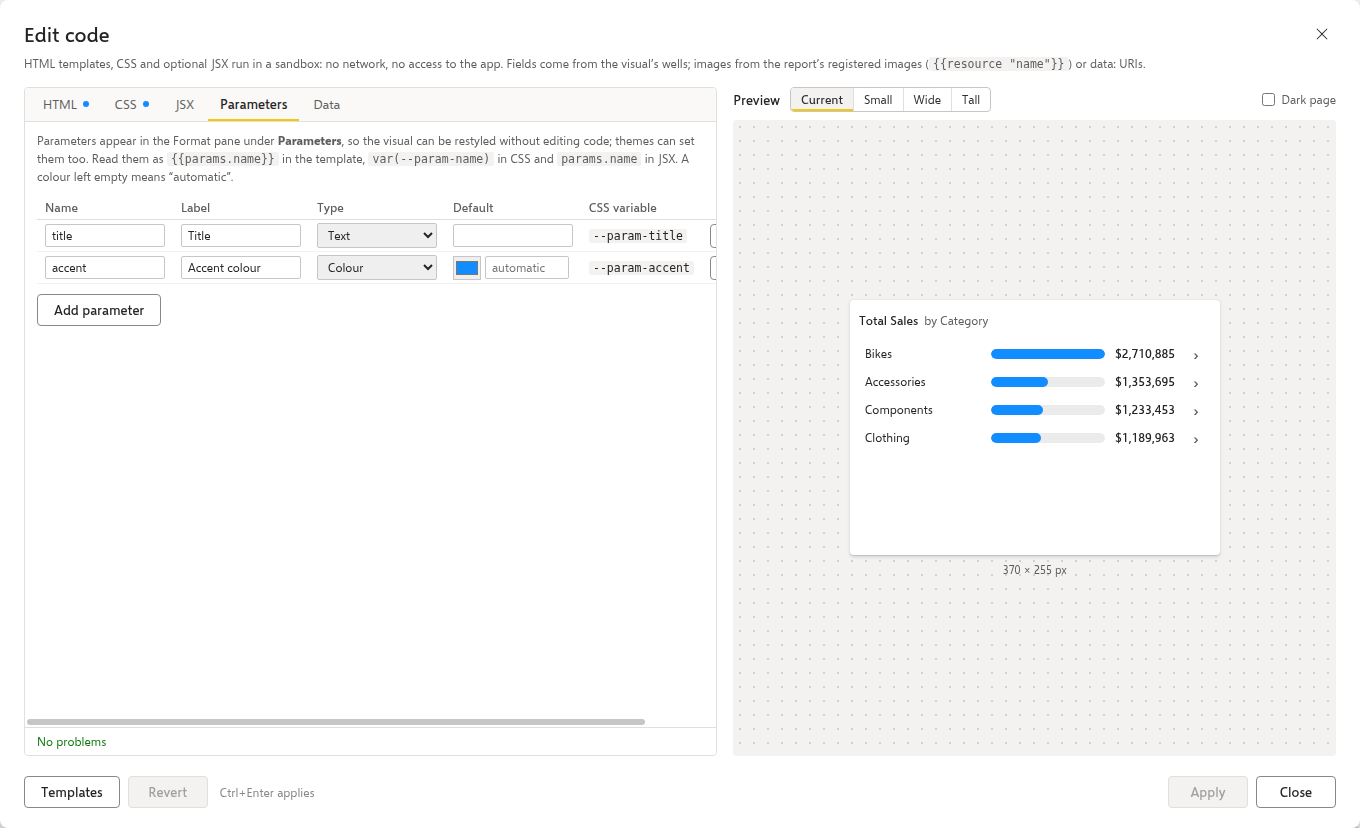 Edit code
HTML templates, CSS and optional JSX run in a sandbox: no network, no access to the app. Fields come from the visual's wells; images from the report's registered images ( {{resource "name"}} ) or data: URIs.
HTML CSS JSX Parameters Data
Parameters appear in the Format pane under Parameters, so the visual can be restyled without editing code; themes can set
them too. Read them as {{params.name}} in the template, var(--param-name) in CSS and params.name in JSX. A
colour left empty means “automatic”.
Name Label Type Default CSS variable
title Title Text --param-title
accent Accent colour Colour automatic --param-accent
Add parameter
No problems
Preview Current Small Wide Tall Dark page
Total Sales by Category
Bikes $2,710,885 ›
Accessories $1,353,695 ›
Components $1,233,453 ›
Clothing $1,189,963 ›
370 × 255 px
Templates Revert Ctrl+Enter applies Apply Close